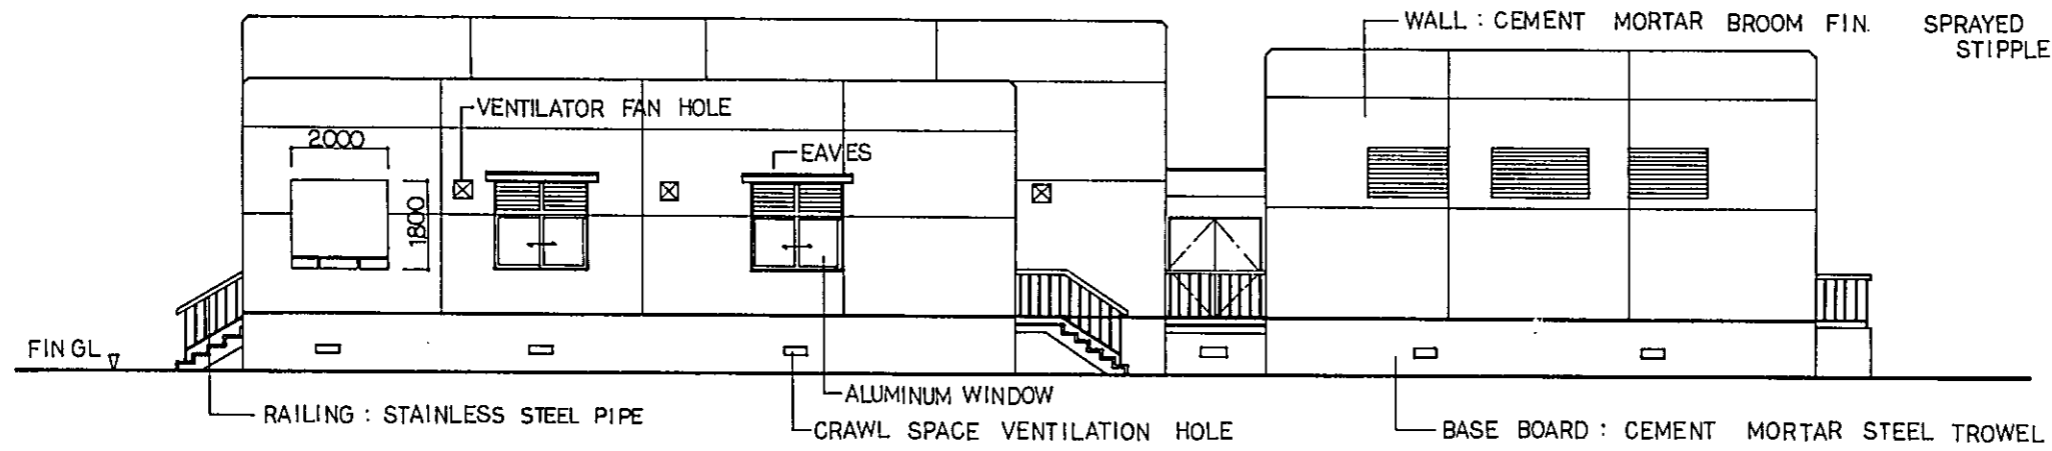 WALL : CEMENT MORTAR BROOM FIN. SPRAYED
STIPPLE
VENTILATOR FAN HOLE
2000
EAVES
1800
FIN GL
ALUMINUM WINDOW
RAILING : STAINLESS STEEL PIPE
CRAWL SPACE VENTILATION HOLE
BASE BOARD : CEMENT MORTAR STEEL TROWEL